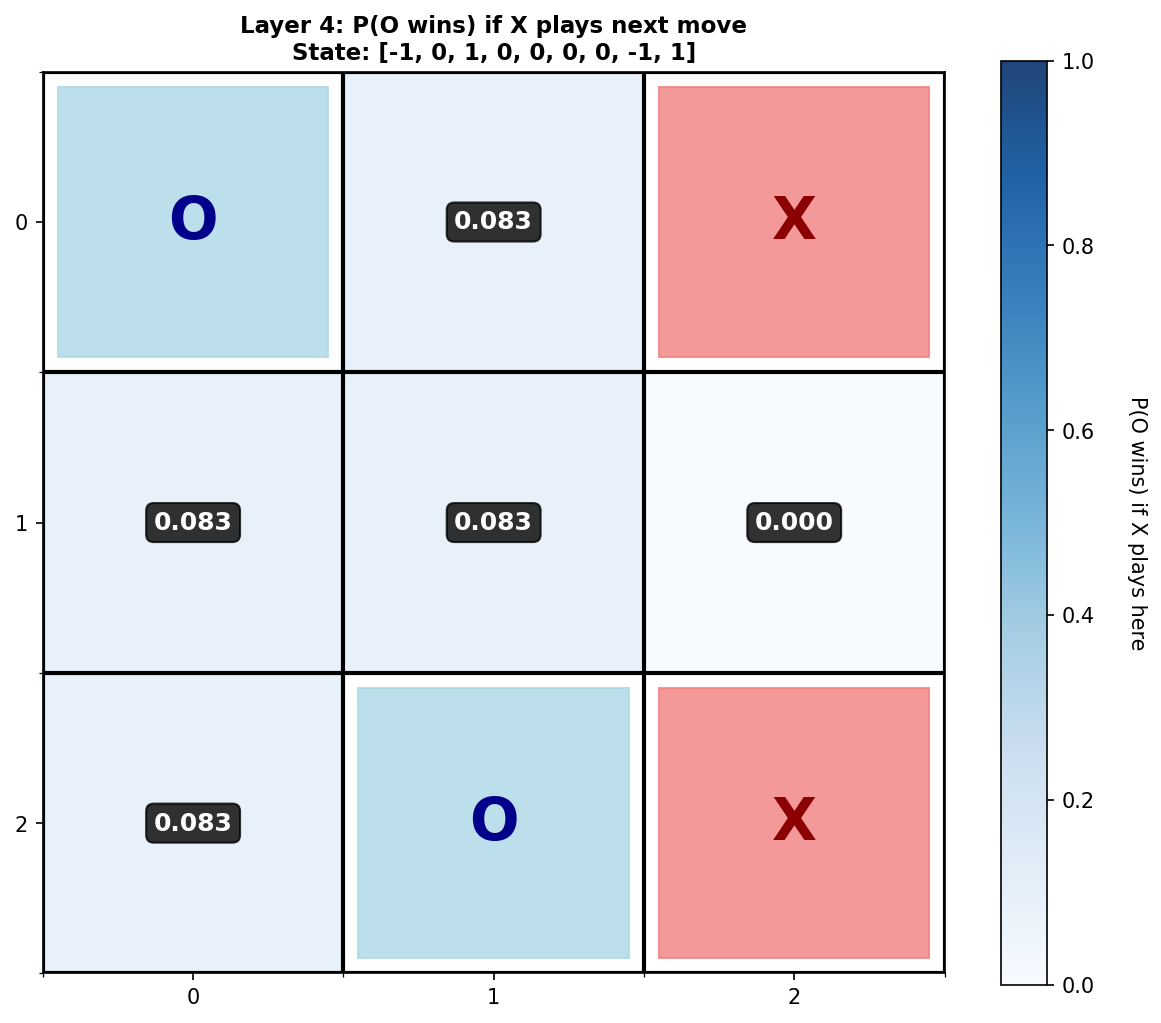 Layer 4: P(O wins) if X plays next move
State: [-1, 0, 1, 0, 0, 0, 0, -1, 1]
O
0.083
X
0.083
0.083
0.000
0.083
O
X
0
1
2
0
1
2
1.0
0.8
0.6
0.4
0.2
0.0
P(O wins) if X plays here